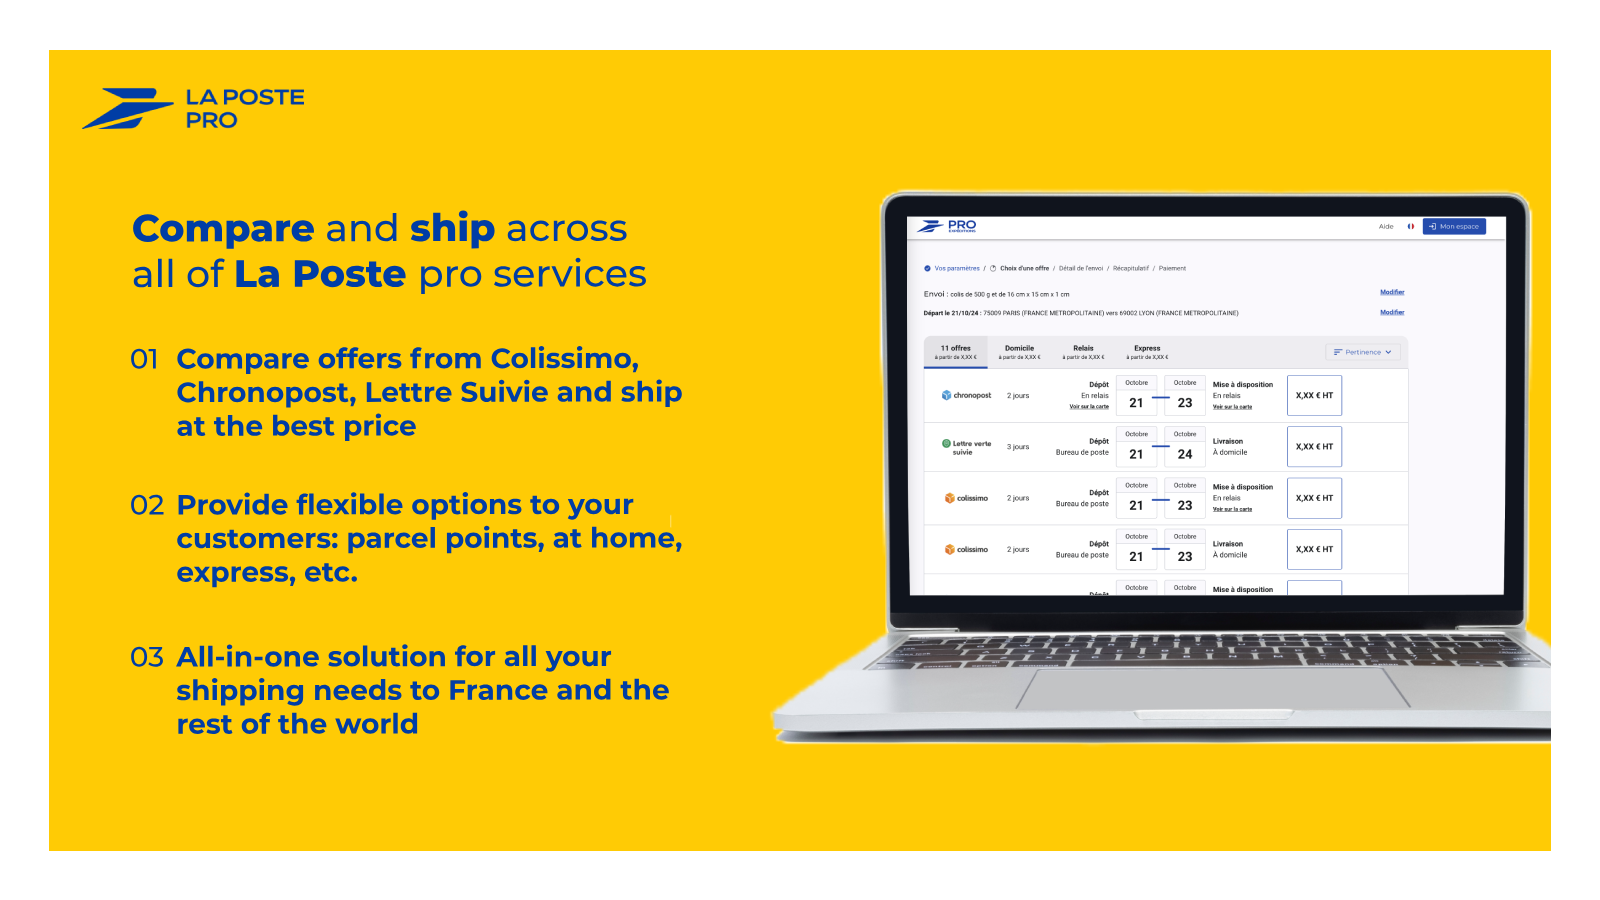 LA POSTE
PRO
Compare and ship across
all of La Poste pro services
01 Compare offers from Colissimo,
Chronopost, Lettre Suivie and ship
at the best price
02 Provide flexible options to your
customers: parcel points, at home,
express, etc.
03 All-in-one solution for all your
shipping needs to France and the
rest of the world
PRO
EXPÉDITIONS
Aide
Mon espace
Vos paramètres / Choix d'une offre / Détail de l'envoi / Récapitulatif / Paiement
Envoi : colis de 500 g et de 16 cm x 15 cm x 1 cm
Modifier
Départ le 21/10/24 : 75009 PARIS (FRANCE METROPOLITAINE) vers 69002 LYON (FRANCE METROPOLITAINE)
Modifier
11 offres
à partir de X,XX €
Domicile
à partir de X,XX €
Relais
à partir de X,XX €
Express
à partir de X,XX €
Pertinence
chronopost
2 jours
Dépôt
En relais
Voir sur la carte
Octobre
21
Octobre
23
Mise à disposition
En relais
Voir sur la carte
X,XX € HT
Lettre verte
suivie
3 jours
Dépôt
Bureau de poste
Octobre
21
Octobre
24
Livraison
À domicile
X,XX € HT
colissimo
2 jours
Dépôt
Bureau de poste
Octobre
21
Octobre
23
Mise à disposition
En relais
Voir sur la carte
X,XX € HT
colissimo
2 jours
Dépôt
Bureau de poste
Octobre
21
Octobre
23
Livraison
À domicile
X,XX € HT
Dépôt
Octobre
Octobre
Mise à disposition